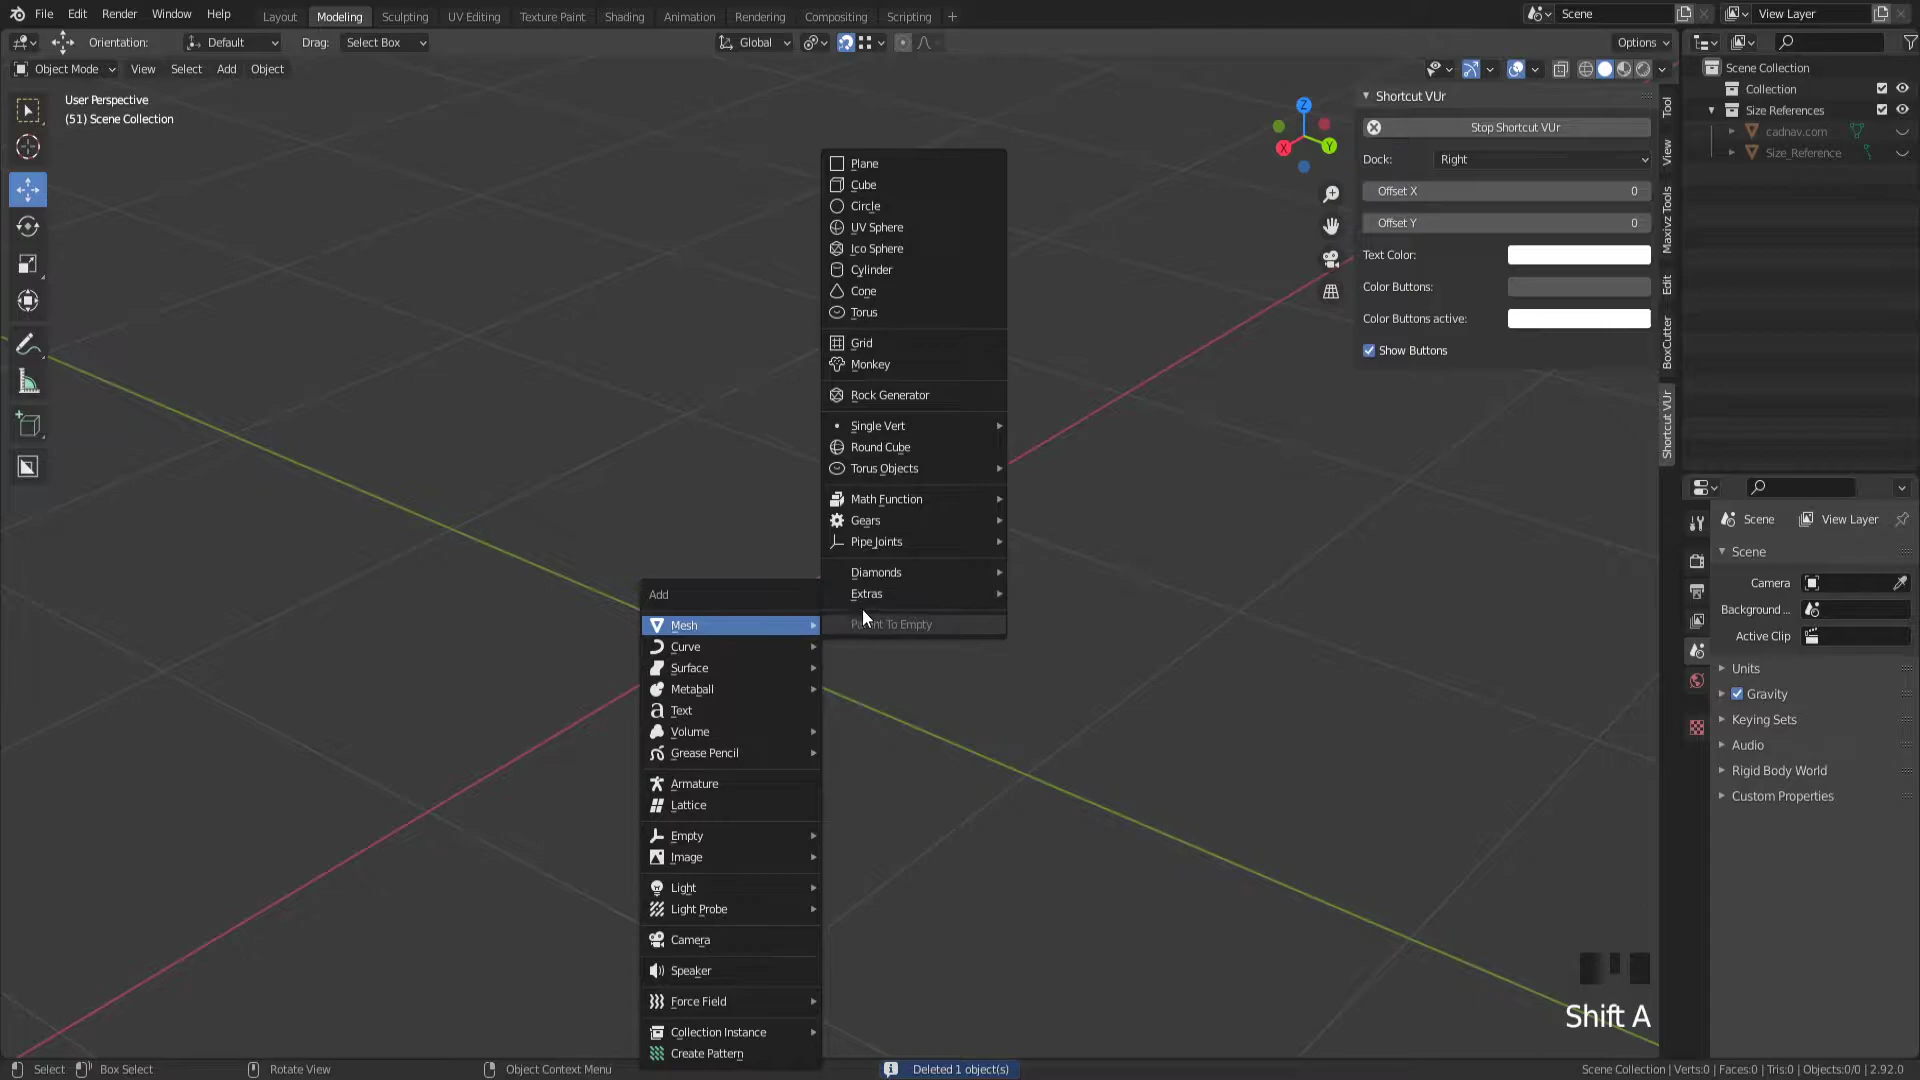 File Edit Render Window Help
Layout Modeling Sculpting UV Editing Texture Paint Shading Animation Rendering Compositing Scripting +
Scene
View Layer
Orientation: Default Drag: Select Box
Global
Options
Object Mode View Select Add Object
User Perspective
(51) Scene Collection
Z
X
Y
Plane
Cube
Circle
UV Sphere
Ico Sphere
Cylinder
Cone
Torus
Grid
Monkey
Rock Generator
Single Vert
Round Cube
Torus Objects
Math Function
Gears
Pipe Joints
Diamonds
Extras
To Empty
Add
Mesh
Curve
Surface
Metaball
Text
Volume
Grease Pencil
Armature
Lattice
Empty
Image
Light
Light Probe
Camera
Speaker
Force Field
Collection Instance
Create Pattern
Shortcut VUr
Stop Shortcut VUr
Dock: Right
Offset X 0
Offset Y 0
Text Color:
Color Buttons:
Color Buttons active:
Show Buttons
Tool
View
Maxivz Tools
Edit
BoxCutter
Shortcut VUr
Scene Collection
Collection
Size References
cadnav.com
Size_Reference
Scene View Layer
Scene
Camera
Background ...
Active Clip
Units
Gravity
Keying Sets
Audio
Rigid Body World
Custom Properties
Shift A
Select Box Select Rotate View Object Context Menu
Deleted 1 object(s)
Scene Collection | Verts:0 | Faces:0 | Tris:0 | Objects:0/0 | 2.92.0